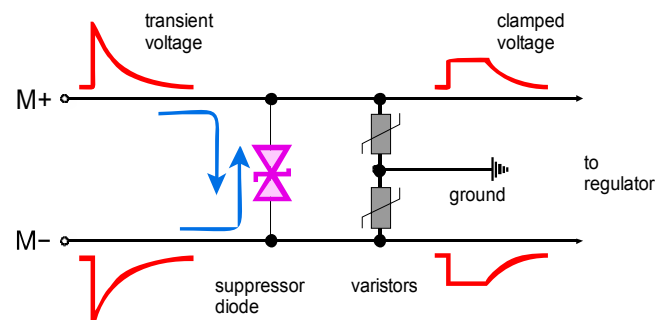 transient
voltage
clamped
voltage
M+
to
regulator
ground
M−
suppressor
diode
varistors